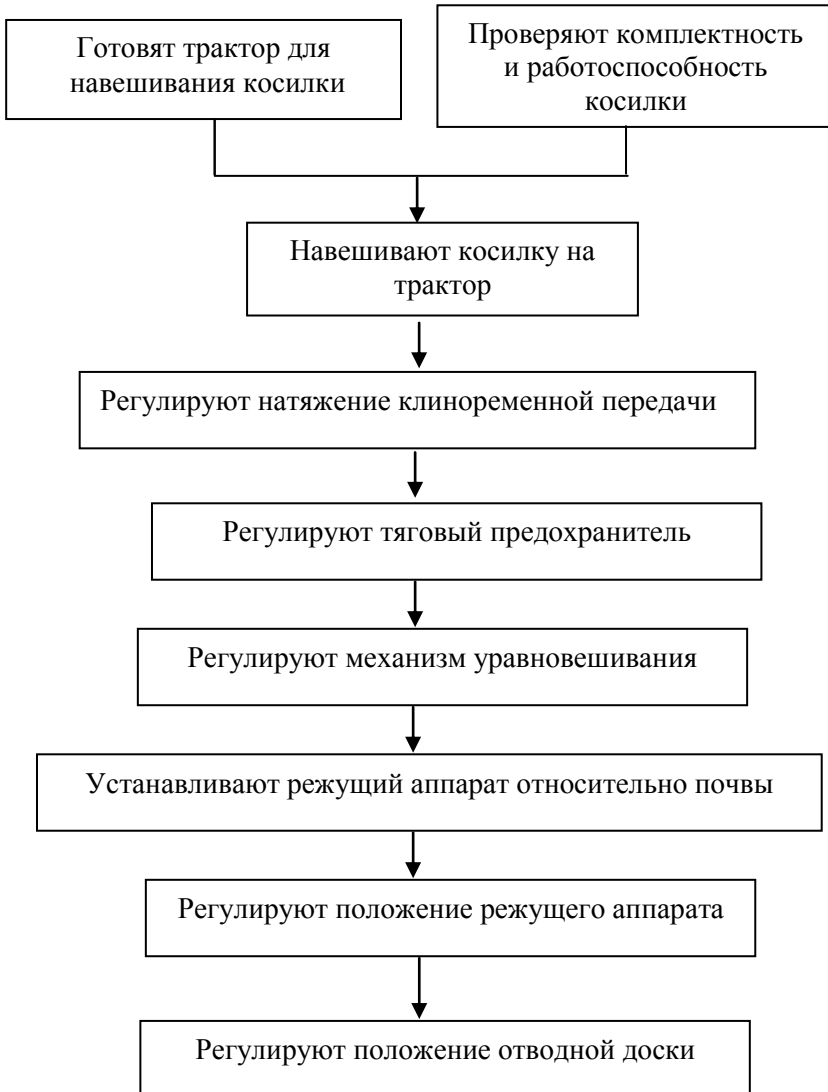 Готовят трактор для
навешивания косилки
Проверяют комплектность
и работоспособность
косилки
Навешивают косилку на
трактор
Регулируют натяжение клиноременной передачи
Регулируют тяговый предохранитель
Регулируют механизм уравновешивания
Устанавливают режущий аппарат относительно почвы
Регулируют положение режущего аппарата
Регулируют положение отводной доски